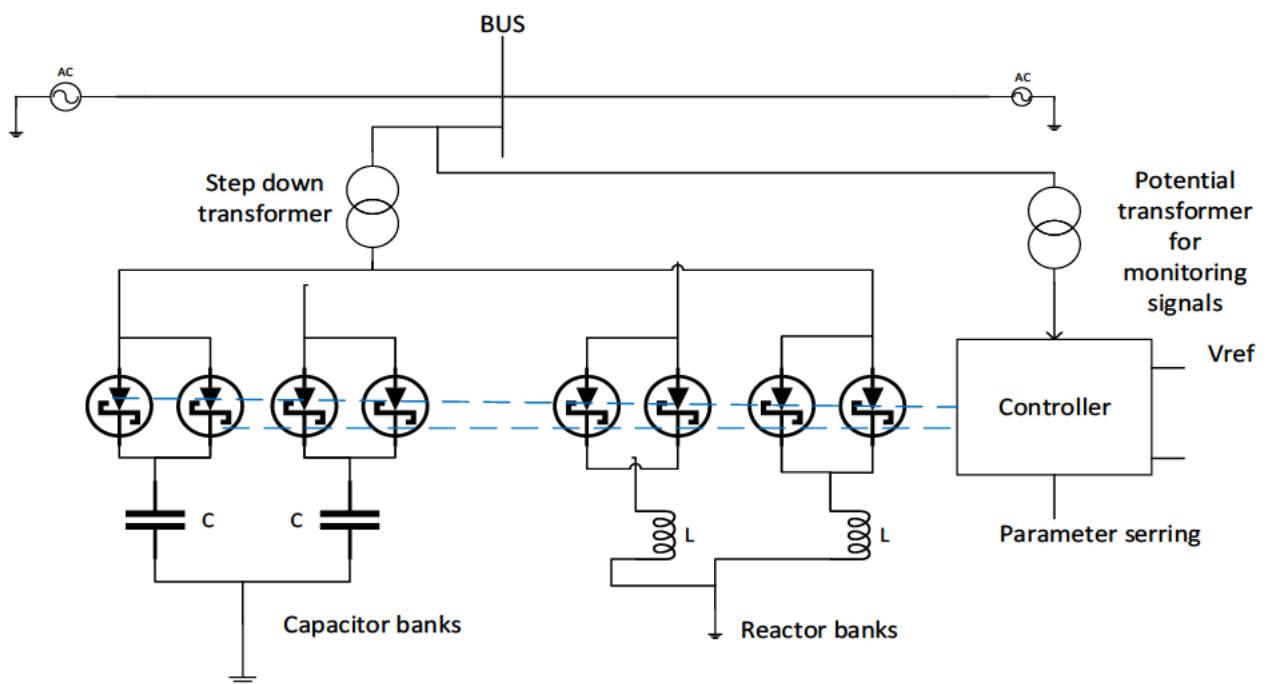 BUS
AC
AC
Step down
transformer
Potential
transformer
for
monitoring
signals
Vref
Controller
C
C
L
L
Parameter serring
Capacitor banks
Reactor banks